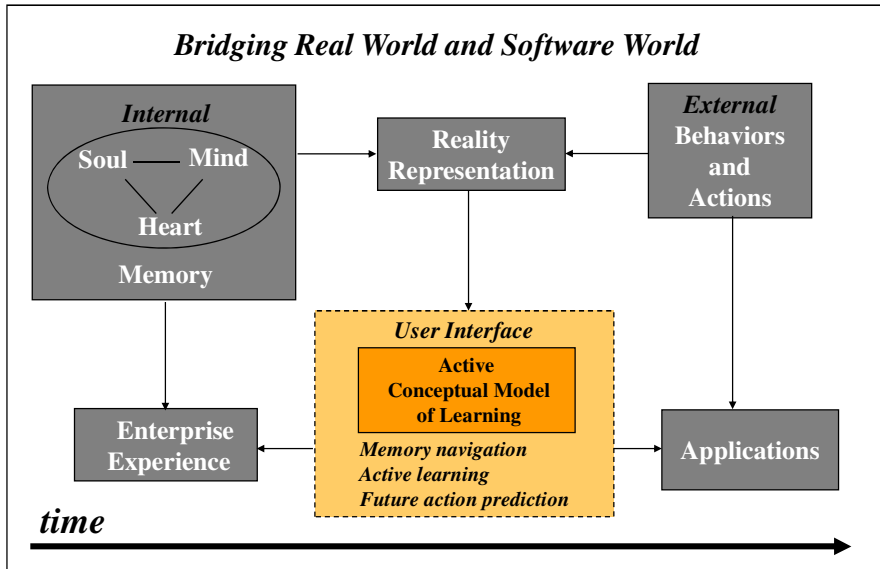 Bridging Real World and Software World
Internal
Soul Mind
Heart
Memory
Reality
Representation
External
Behaviors
and
Actions
User Interface
Active
Conceptual Model
of Learning
Memory navigation
Active learning
Future action prediction
Enterprise
Experience
Applications
time